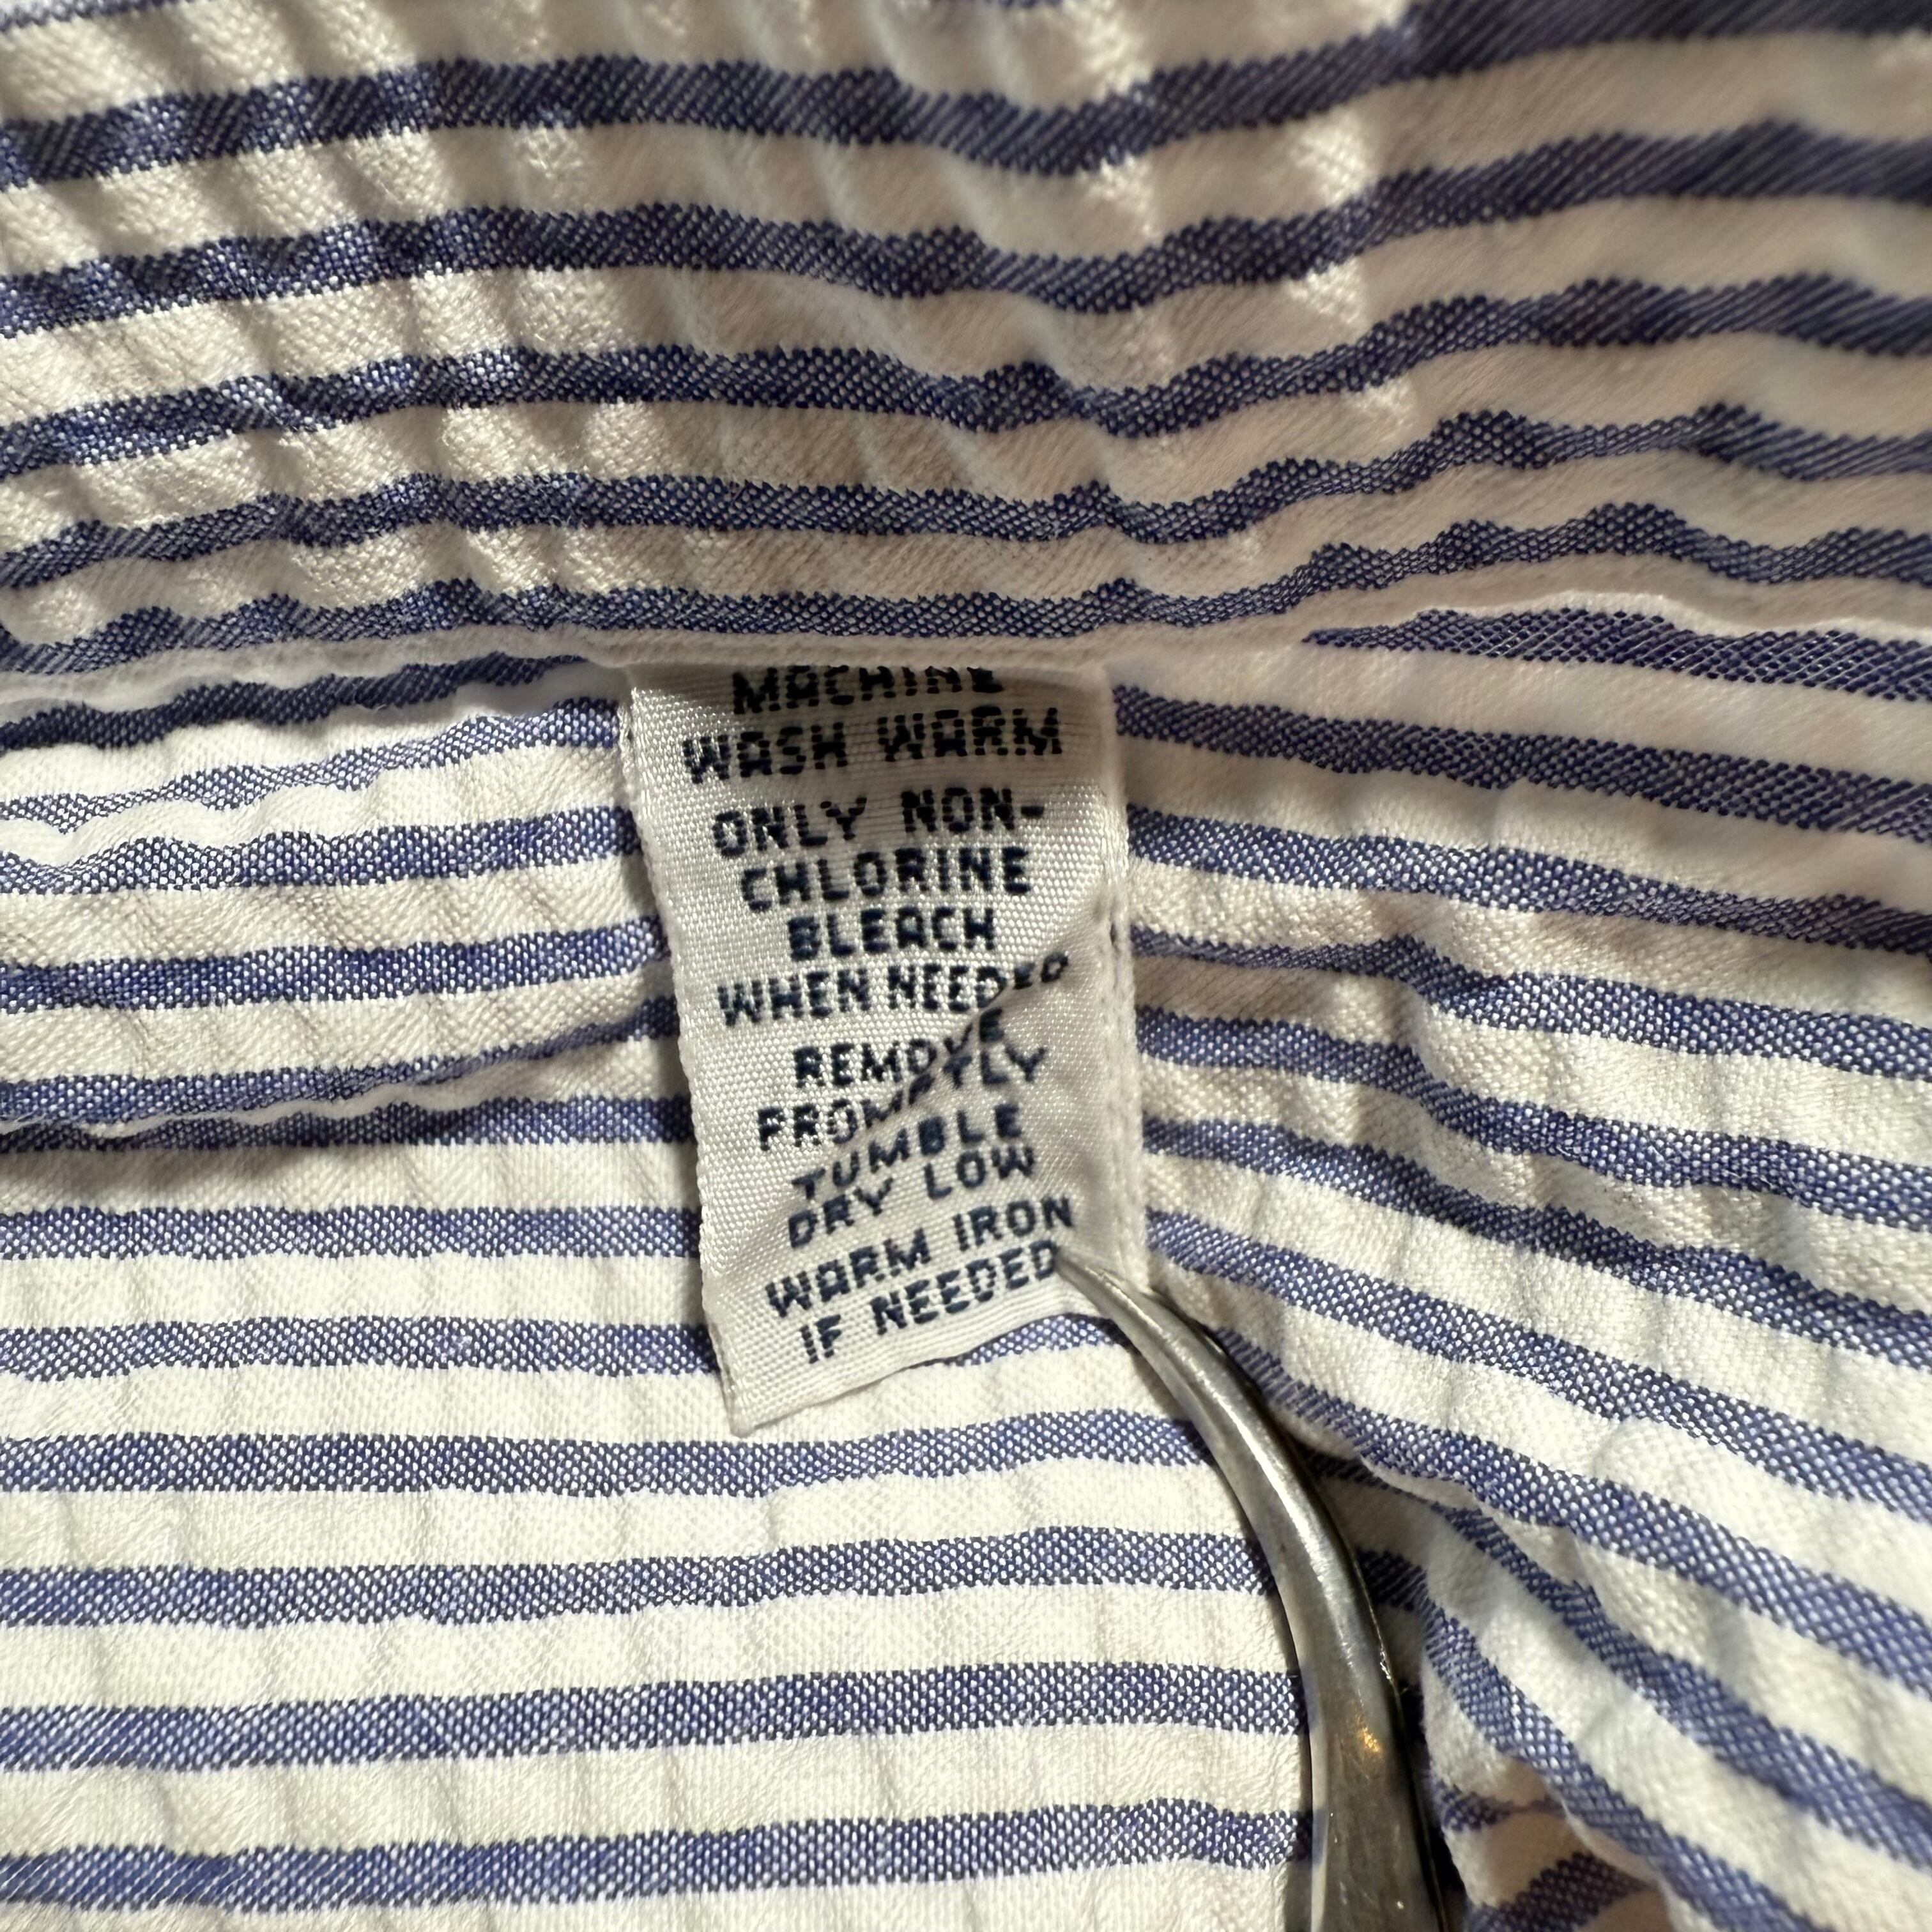 MACHINE
WASH WARM
ONLY NON-
CHLORINE
BLEACH
WHEN NEEDED
REMOVE
PROMPTLY
TUMBLE
DRY LOW
WARM IRON
IF NEEDED